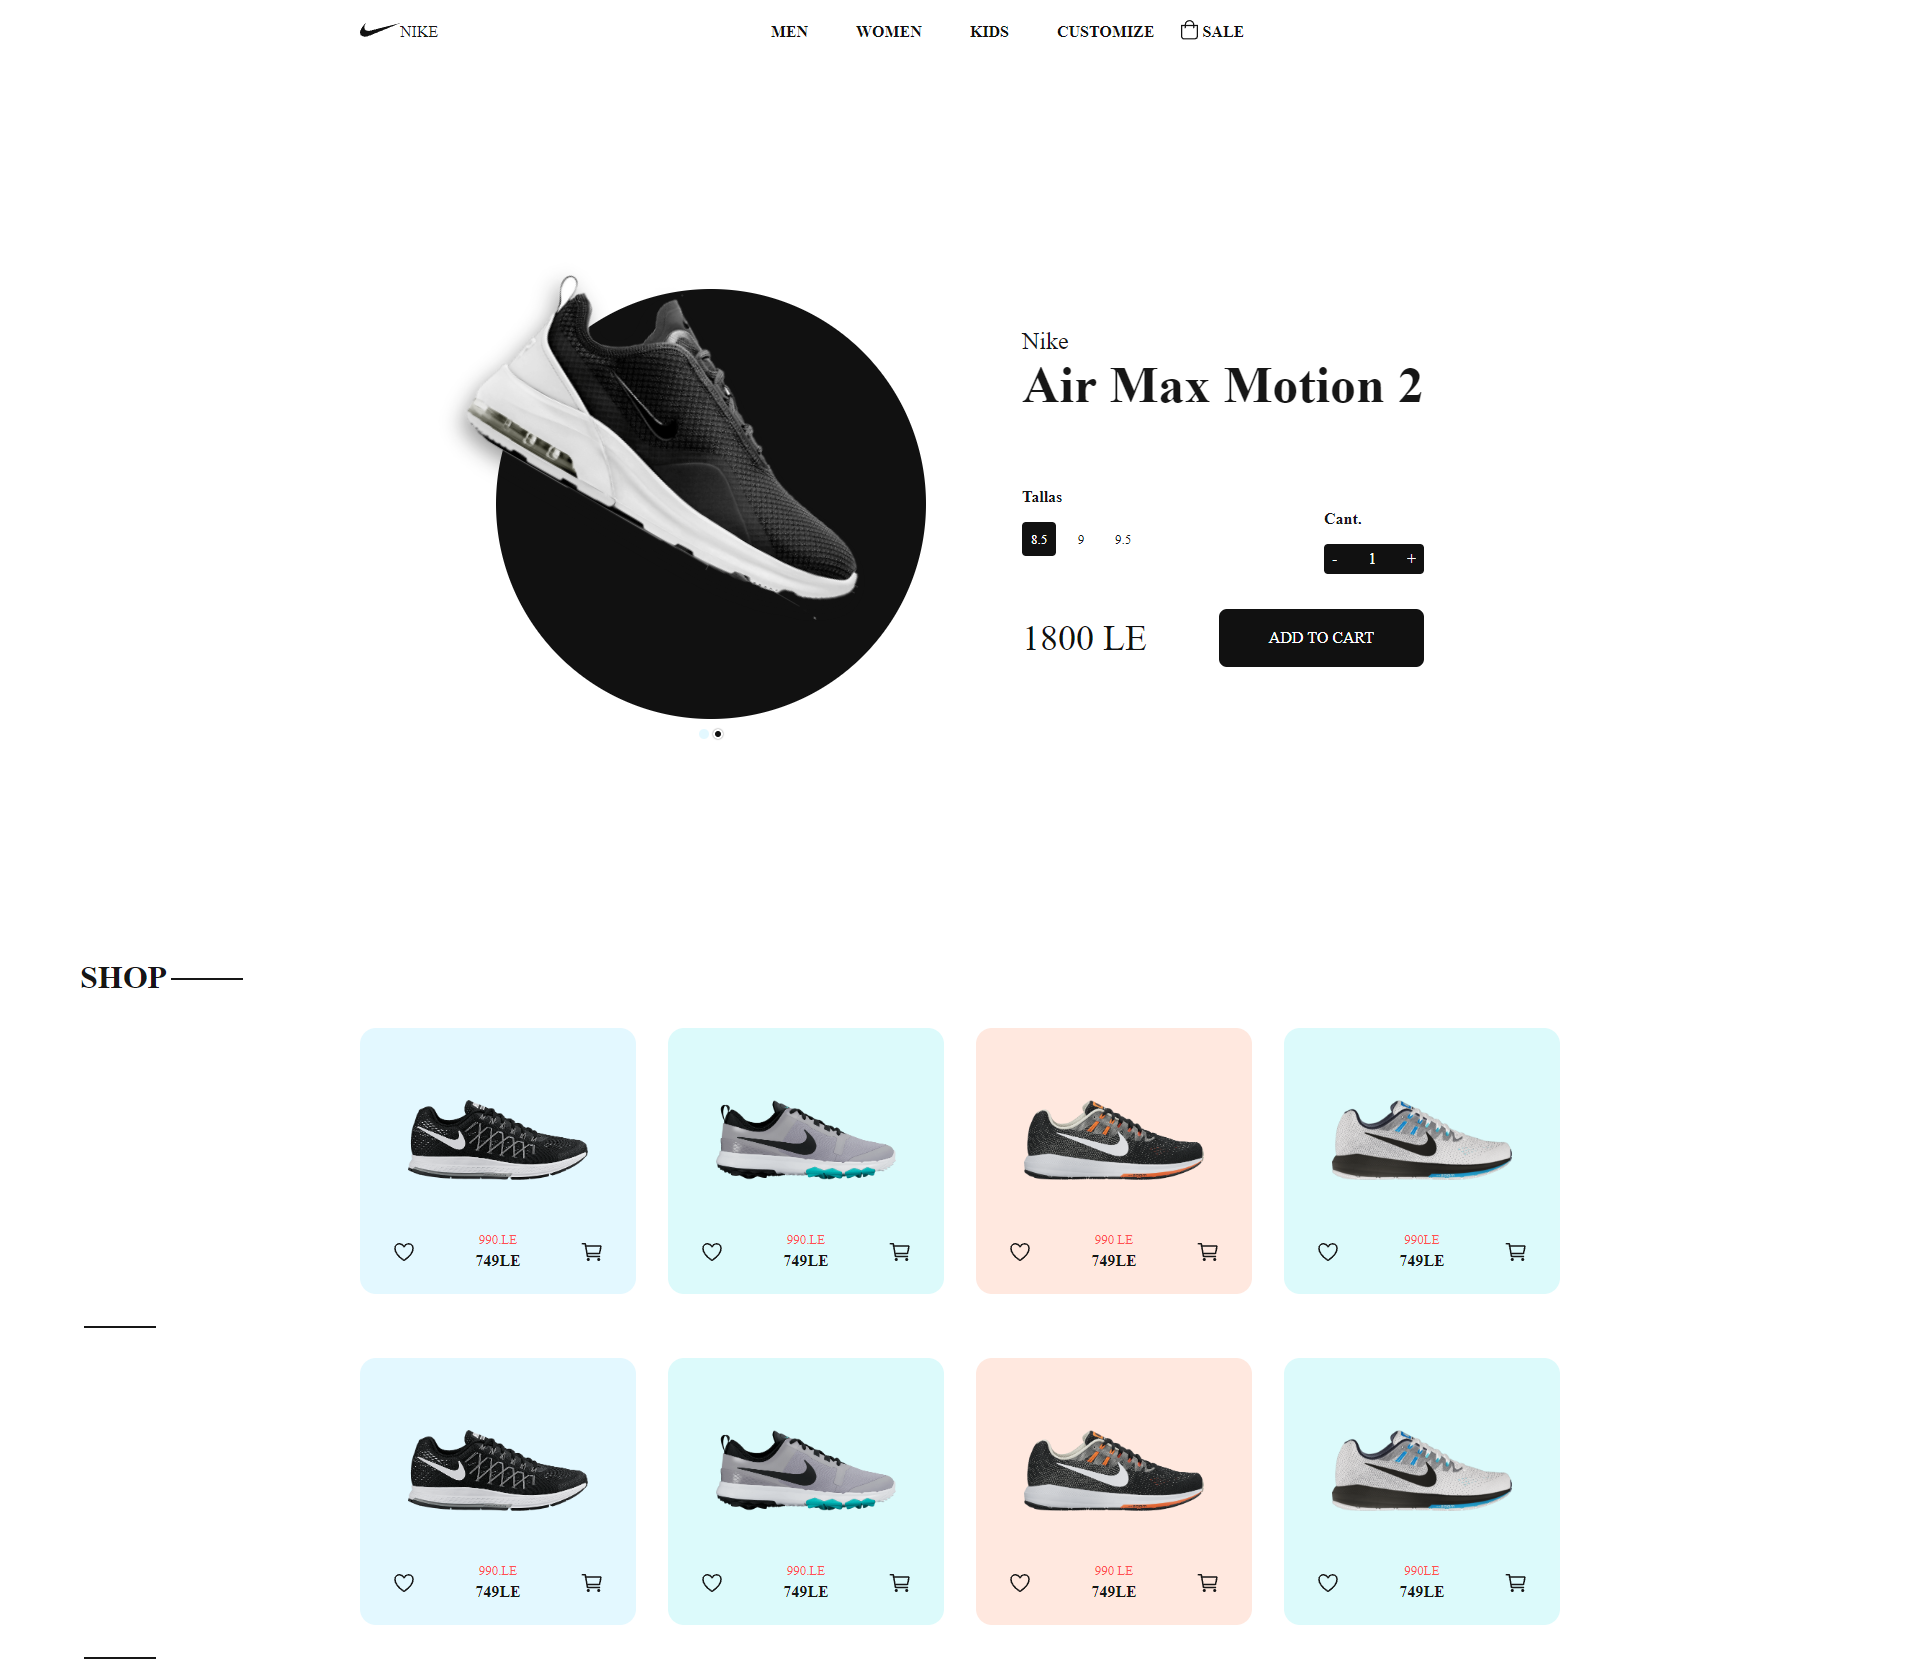 NIKE MEN WOMEN KIDS CUSTOMIZE SALE
Nike
Air Max Motion 2
Tallas
Cant.
8.5 9 9.5
- 1 +
1800 LE ADD TO CART
SHOP
990.LE 990.LE 990 LE 990LE
749LE 749LE 749LE 749LE
990.LE 990.LE 990 LE 990LE
749LE 749LE 749LE 749LE